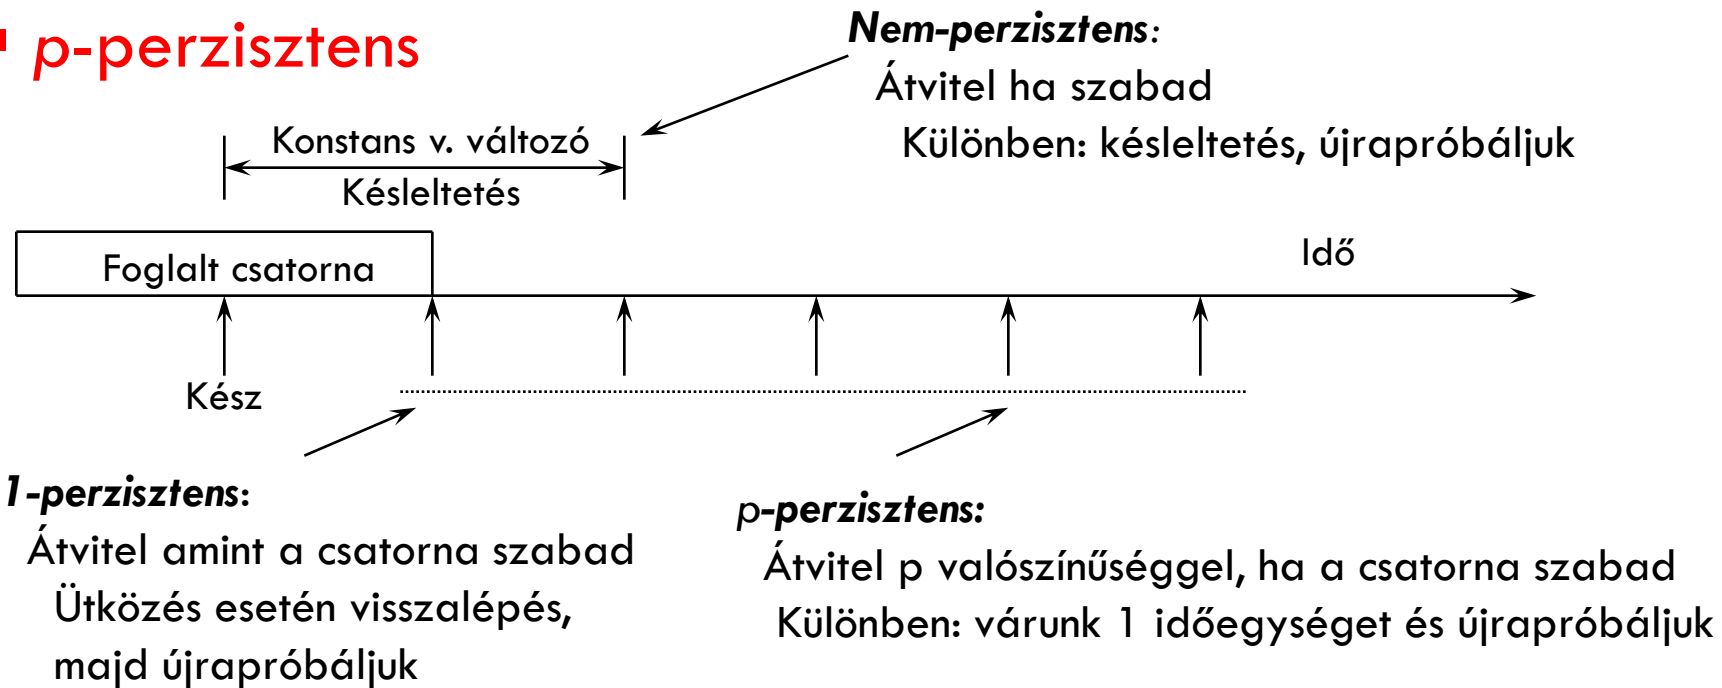 p-perzisztens
Nem-perzisztens:
Átvitel ha szabad
Különben: késleltetés, újrapróbáljuk
Konstans v. változó
Késleltetés
Foglalt csatorna
Idő
Kész
1-perzisztens:
Átvitel amint a csatorna szabad
Ütközés esetén visszalépés,
majd újrapróbáljuk
p-perzisztens:
Átvitel p valószínűséggel, ha a csatorna szabad
Különben: várunk 1 időegységet és újrapróbáljuk